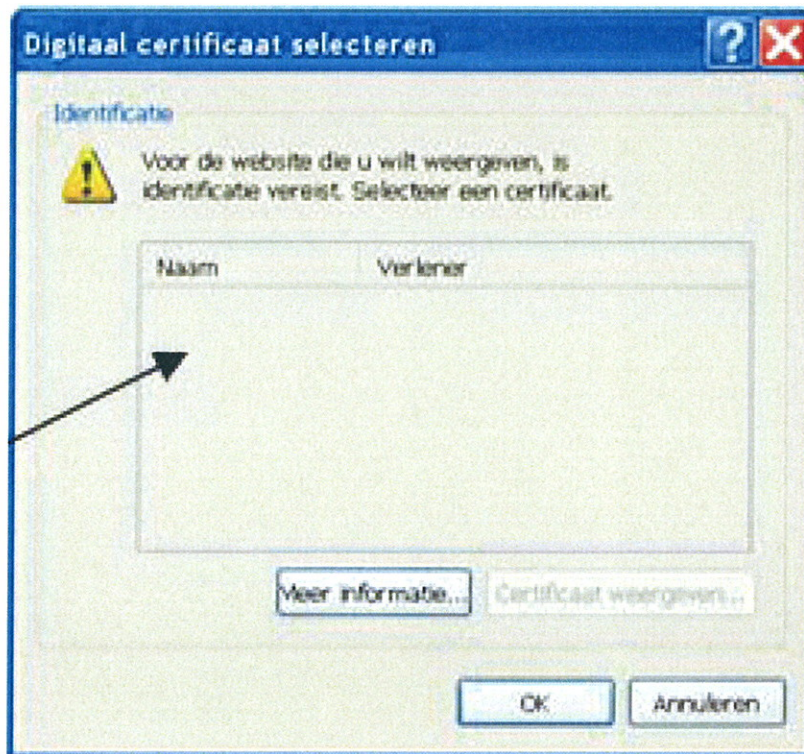 Digitaal certificaat selecteren
Identificatie
Voor de website die u wilt weergeven, is
identificatie vereist. Selecteer een certificaat.
Naam Verlener
Meer informatie... Certificaat weergeven...
OK Annuleren